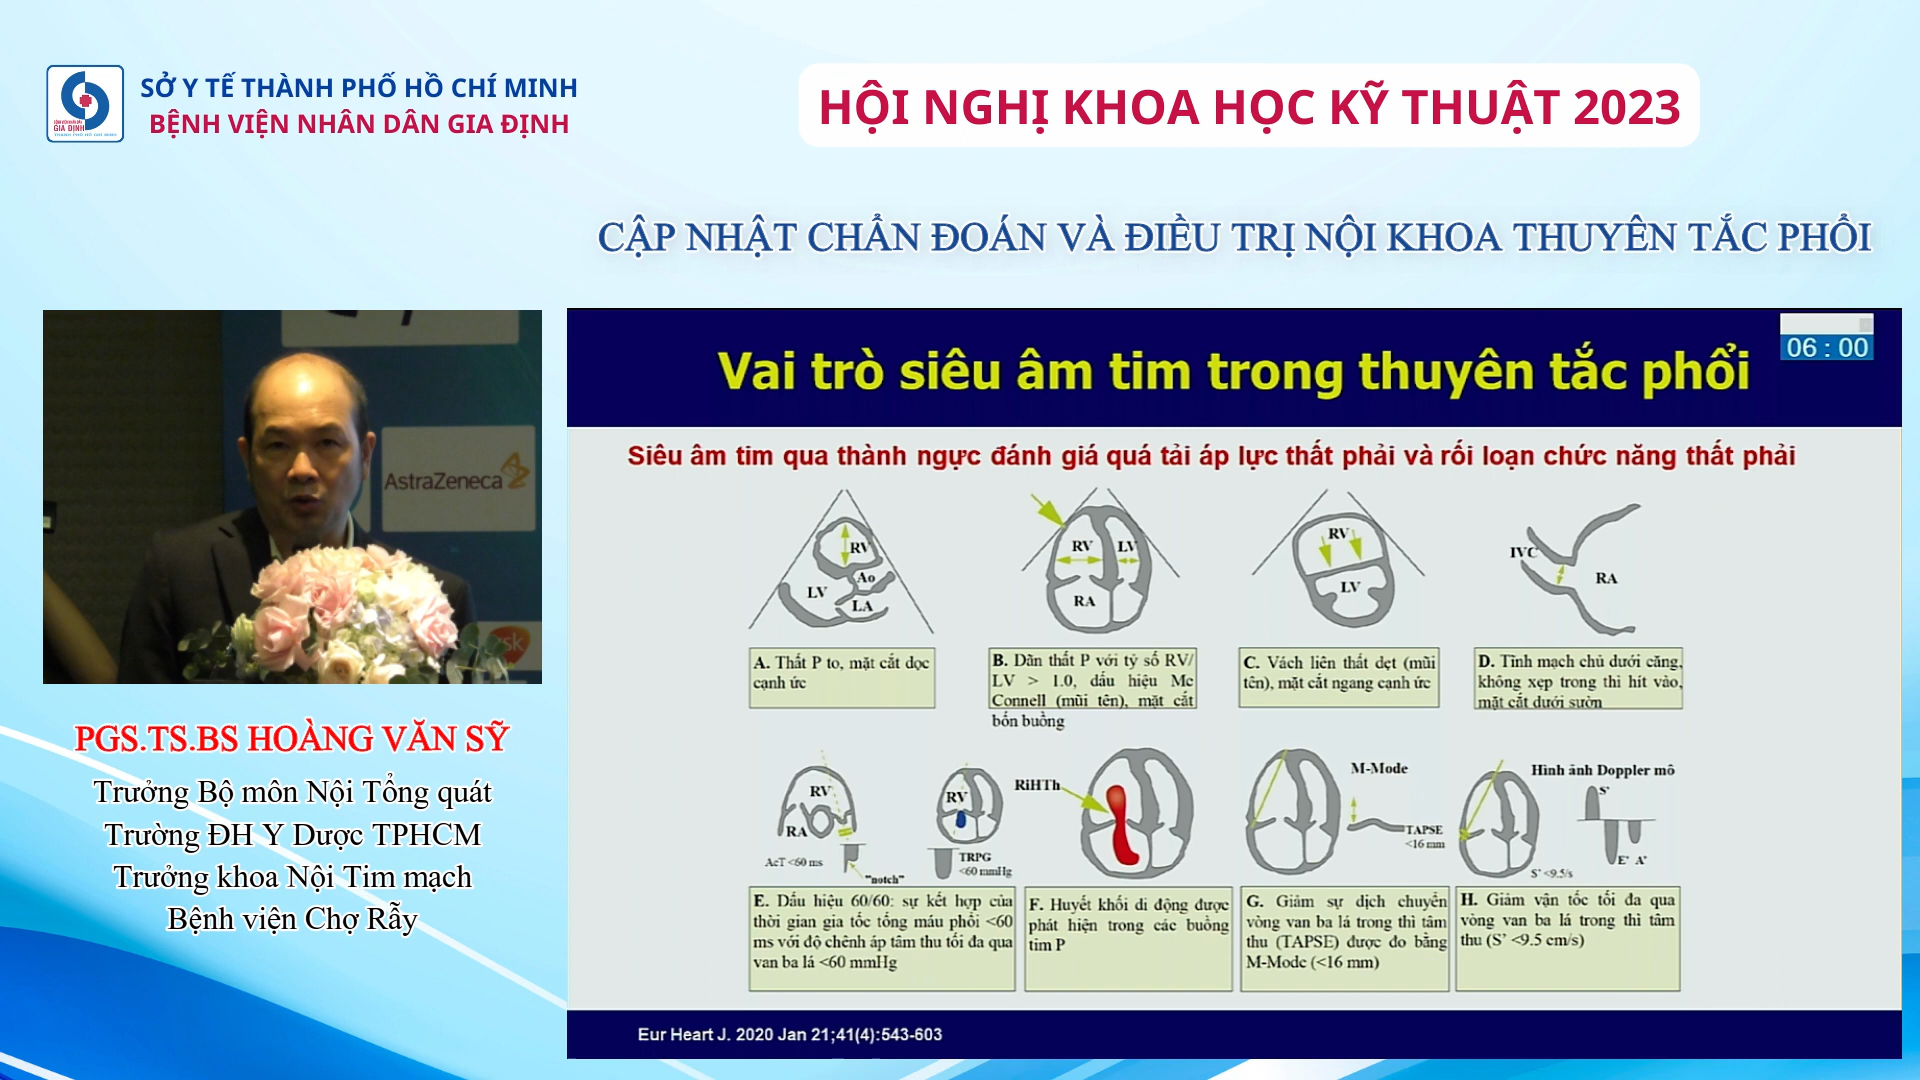 SỞ Y TẾ THÀNH PHỐ HỒ CHÍ MINH
BỆNH VIỆN NHÂN DÂN GIA ĐỊNH
GIA ĐỊNH
HỘI NGHỊ KHOA HỌC KỸ THUẬT 2023
CẬP NHẬT CHẨN ĐOÁN VÀ ĐIỀU TRỊ NỘI KHOA THUYÊN TẮC PHỔI
AstraZeneca
PGS.TS.BS HOÀNG VĂN SỸ
Trưởng Bộ môn Nội Tổng quát
Trường ĐH Y Dược TPHCM
Trưởng khoa Nội Tim mạch
Bệnh viện Chợ Rẫy
06 : 00
Vai trò siêu âm tim trong thuyên tắc phổi
Siêu âm tim qua thành ngực đánh giá quá tải áp lực thất phải và rối loạn chức năng thất phải
RV
Ao
LV
LA
RV
LV
RA
RV
LV
IVC
RA
A. Thất P to, mặt cắt dọc
cạnh ức
B. Dãn thất P với tỷ số RV/
LV > 1.0, dấu hiệu Mc
Connell (mũi tên), mặt cắt
bốn buồng
C. Vách liên thất dẹt (mũi
tên), mặt cắt ngang cạnh ức
D. Tĩnh mạch chủ dưới căng,
không xẹp trong thì hít vào,
mặt cắt dưới sườn
RV
RA
AcT <60 ms
"notch"
RV
TRPG
<60 mmHg
RiHTh
M-Mode
TAPSE
<16 mm
Hình ảnh Doppler mô
S'
E' A'
S' <9.5/s
E. Dấu hiệu 60/60: sự kết hợp của
thời gian gia tốc tống máu phổi <60
ms với độ chênh áp tâm thu tối đa qua
van ba lá <60 mmHg
F. Huyết khối di động được
phát hiện trong các buồng
tim P
G. Giảm sự dịch chuyển
vòng van ba lá trong thì tâm
thu (TAPSE) được đo bằng
M-Mode (<16 mm)
H. Giảm vận tốc tối đa qua
vòng van ba lá trong thì tâm
thu (S' <9.5 cm/s)
Eur Heart J. 2020 Jan 21;41(4):543-603